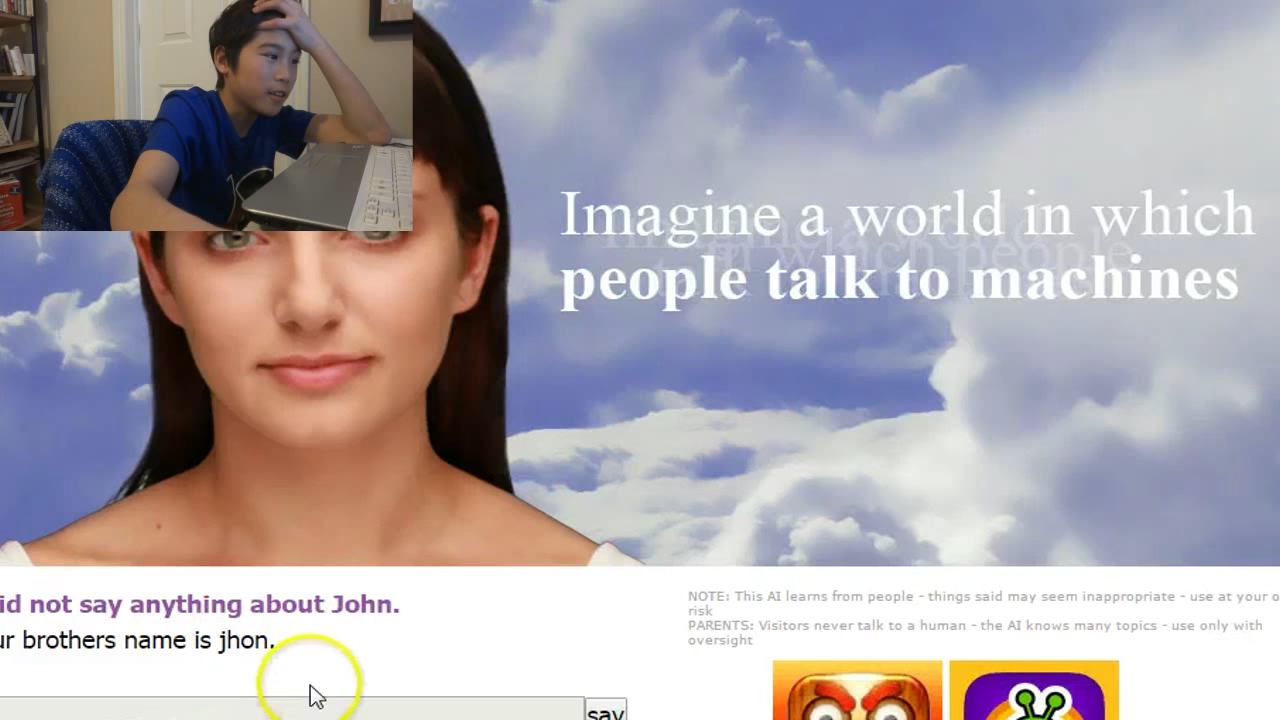 Imagine a world in which
people talk to machines
id not say anything about John.
ur brothers name is jhon.
say
NOTE: This AI learns from people - things said may seem inappropriate - use at your o
risk
PARENTS: Visitors never talk to a human - the AI knows many topics - use only with
oversight